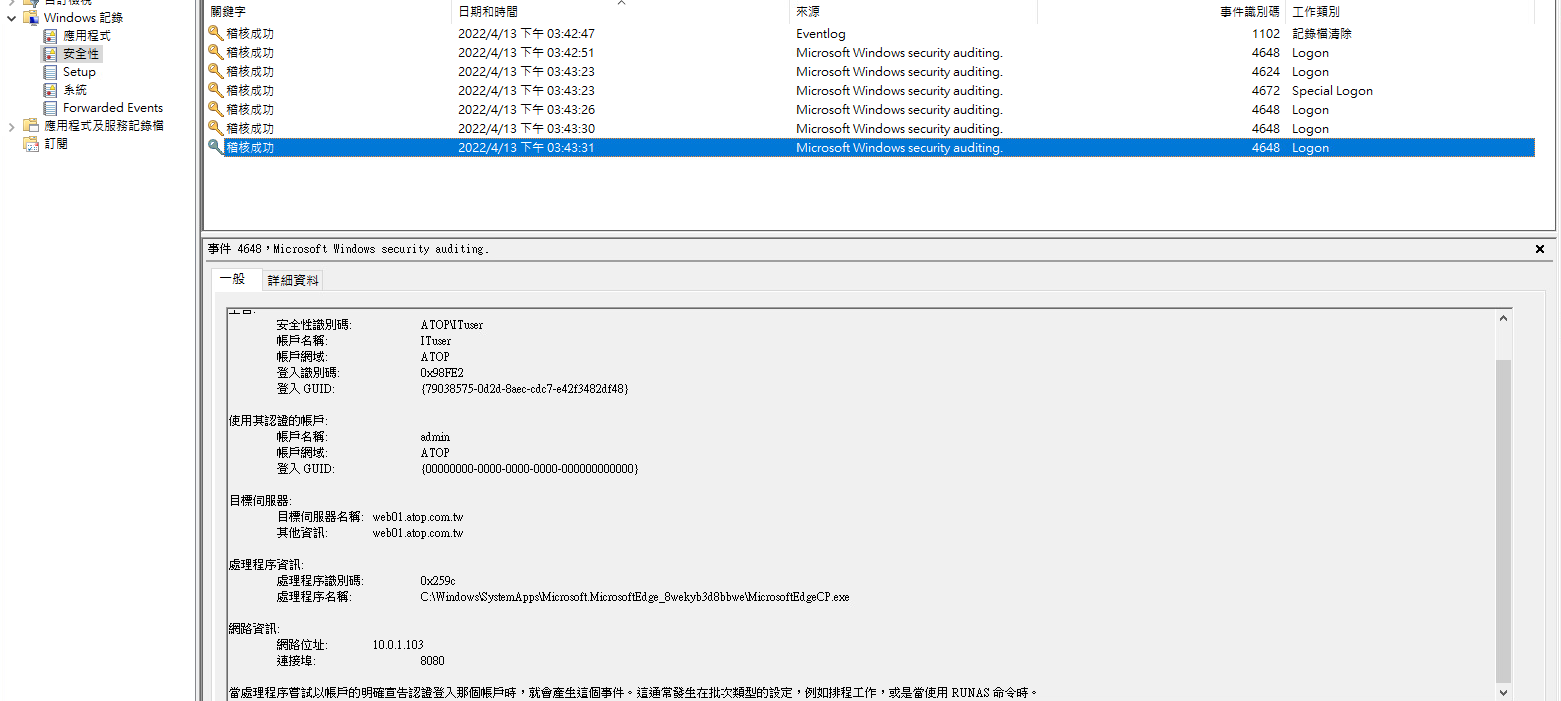 自訂檢視
Windows 記錄
應用程式
安全性
Setup
系統
Forwarded Events
應用程式及服務記錄檔
訂閱
關鍵字 日期和時間 來源 事件識別碼 工作類別
稽核成功 2022/4/13 下午 03:42:47 Eventlog 1102 記錄檔清除
稽核成功 2022/4/13 下午 03:42:51 Microsoft Windows security auditing. 4648 Logon
稽核成功 2022/4/13 下午 03:43:23 Microsoft Windows security auditing. 4624 Logon
稽核成功 2022/4/13 下午 03:43:23 Microsoft Windows security auditing. 4672 Special Logon
稽核成功 2022/4/13 下午 03:43:26 Microsoft Windows security auditing. 4648 Logon
稽核成功 2022/4/13 下午 03:43:30 Microsoft Windows security auditing. 4648 Logon
稽核成功 2022/4/13 下午 03:43:31 Microsoft Windows security auditing. 4648 Logon
事件 4648，Microsoft Windows security auditing.
一般 詳細資料
安全性識別碼: ATOP\ITuser
帳戶名稱: ITuser
帳戶網域: ATOP
登入識別碼: 0x98FE2
登入 GUID: {79038575-0d2d-8aec-cdc7-e42f3482df48}
使用其認證的帳戶:
帳戶名稱: admin
帳戶網域: ATOP
登入 GUID: {00000000-0000-0000-0000-000000000000}
目標伺服器:
目標伺服器名稱: web01.atop.com.tw
其他資訊: web01.atop.com.tw
處理程序資訊:
處理程序識別碼: 0x259c
處理程序名稱: C:\Windows\SystemApps\Microsoft.MicrosoftEdge_8wekyb3d8bbwe\MicrosoftEdgeCP.exe
網路資訊:
網路位址: 10.0.1.103
連接埠: 8080
當處理程序嘗試以帳戶的明確宣告認證登入那個帳戶時，就會產生這個事件。這通常發生在批次類型的設定，例如排程工作，或是當使用 RUNAS 命令時。